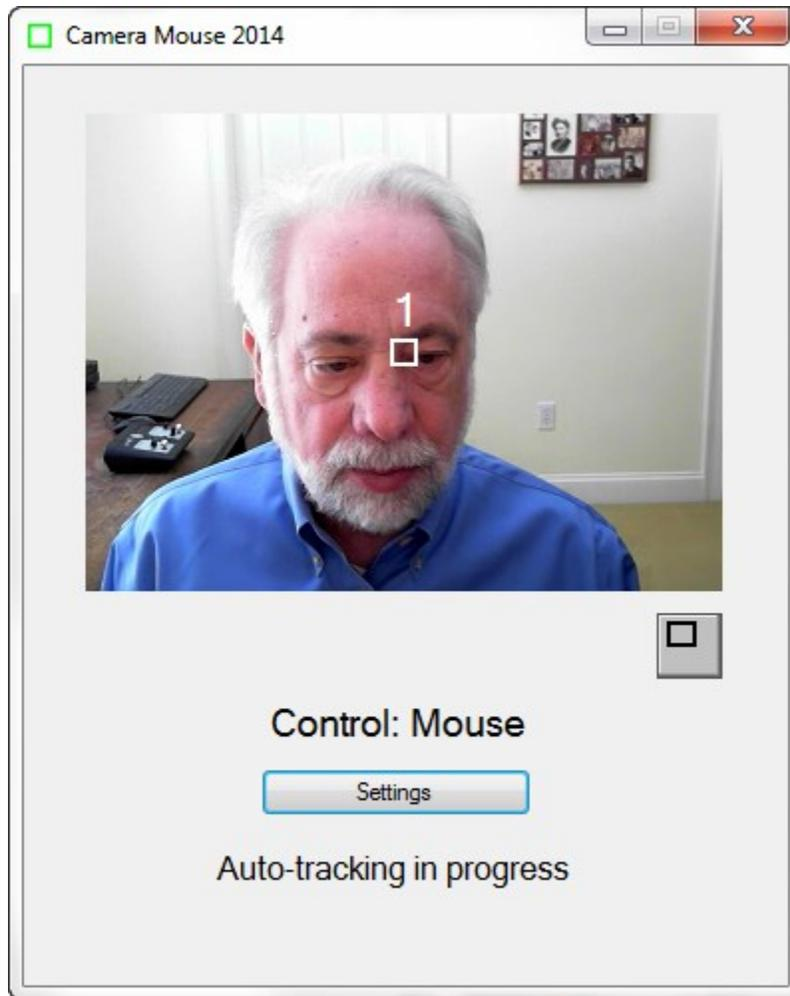 Camera Mouse 2014
1
Control: Mouse
Settings
Auto-tracking in progress